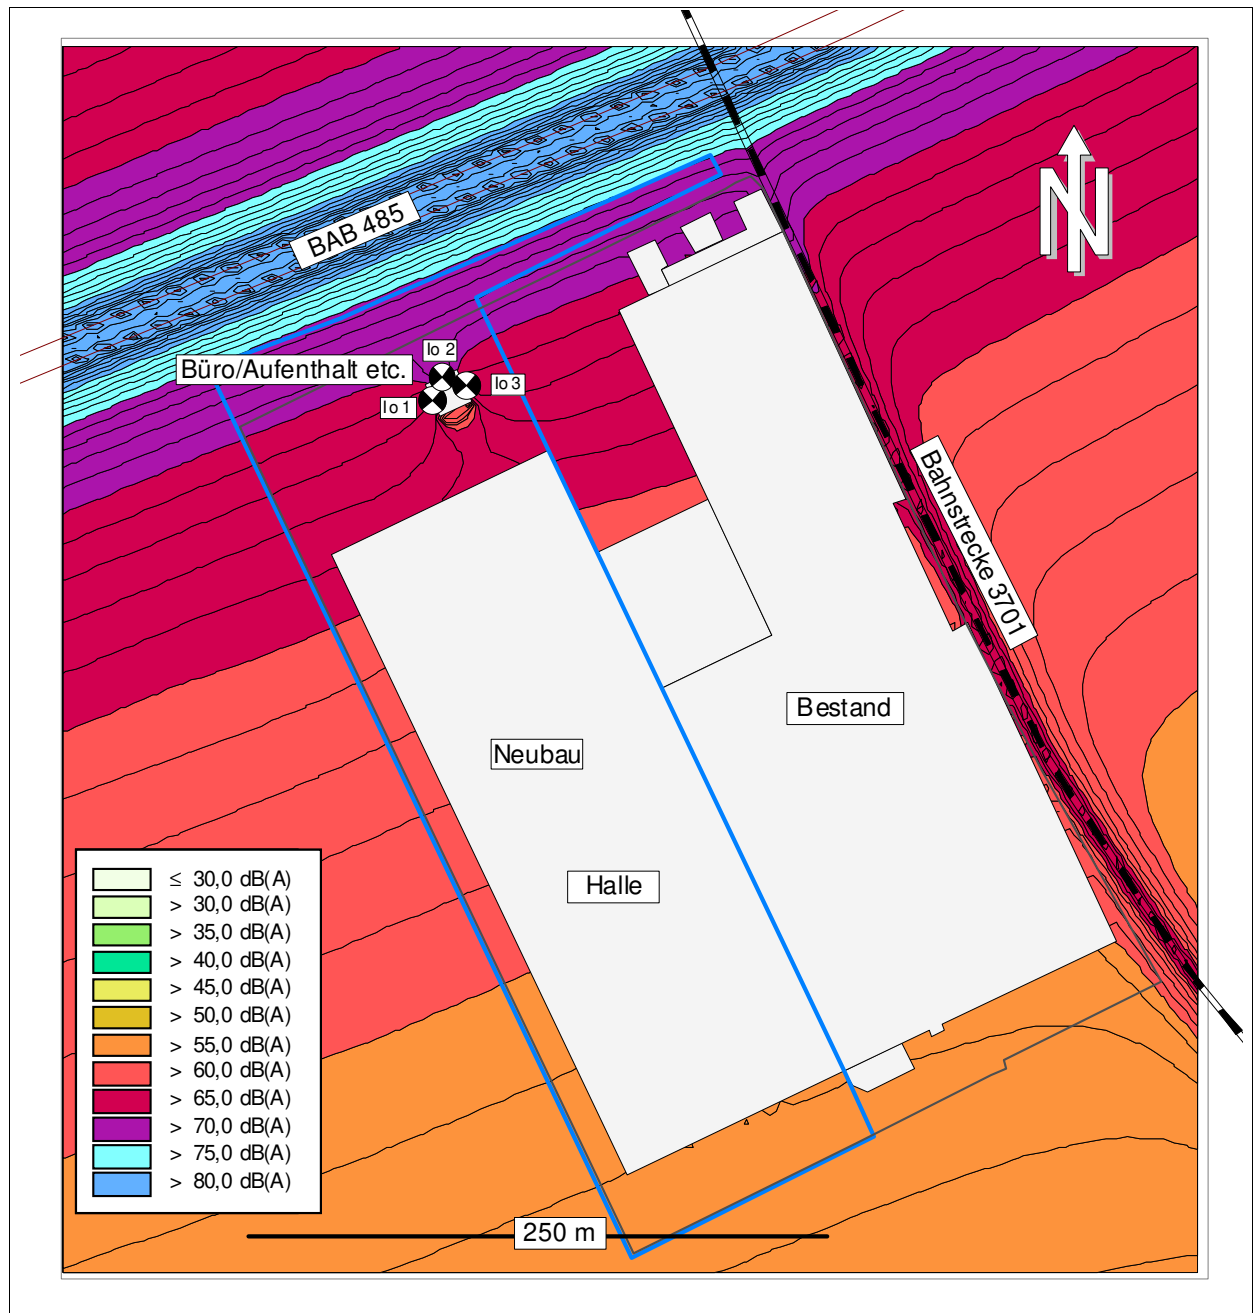 BAB 485
N
Io 2
Büro/Aufenthalt etc.
Io 3
Io 1
Bahnstrecke 3701
Bestand
Neubau
Halle
≤ 30,0 dB(A)
> 30,0 dB(A)
> 35,0 dB(A)
> 40,0 dB(A)
> 45,0 dB(A)
> 50,0 dB(A)
> 55,0 dB(A)
> 60,0 dB(A)
> 65,0 dB(A)
> 70,0 dB(A)
> 75,0 dB(A)
> 80,0 dB(A)
250 m